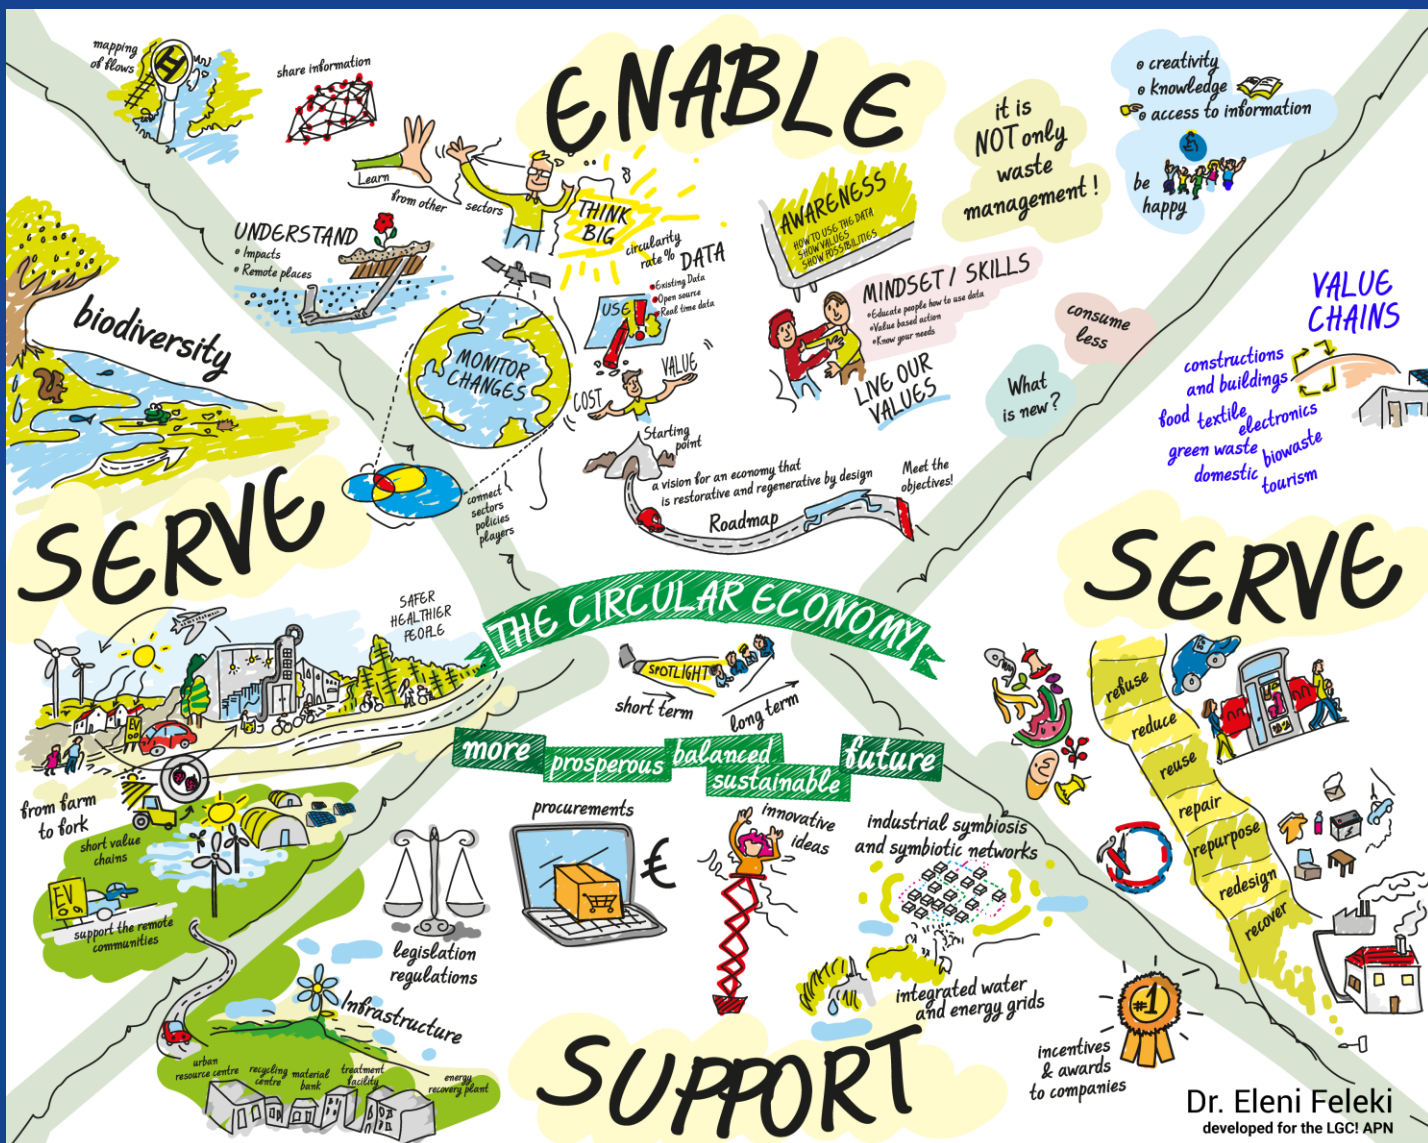 mapping
of flows
share information
ENABLE
it is
NOT only
waste
management!
creativity
knowledge
access to information
be
happy
Learn
from other
sectors
THINK
BIG
UNDERSTAND
Impacts
Remote places
circularity
rate %
DATA
Existing Data
Open source
Real time data
USE
AWARENESS
HOW TO USE THE DATA
SHOW VALUES
SHOW POSSIBILITIES
MINDSET / SKILLS
Educate people how to use data
Value based action
Know your needs
LIVE OUR
VALUES
consume
less
What
is new?
VALUE
CHAINS
constructions
and buildings
food textile electronics
green waste biowaste
domestic tourism
biodiversity
MONITOR
CHANGES
COST
VALUE
Starting
point
a vision for an economy that
is restorative and regenerative by design
Meet the
objectives!
Roadmap
connect
sectors
policies
players
SERVE
SERVE
SAFER
HEALTHIER
PEOPLE
THE CIRCULAR ECONOMY
SPOTLIGHT
short term
long term
more prosperous balanced sustainable future
refuse
reduce
reuse
repair
repurpose
redesign
recover
EV
from farm
to fork
short value
chains
EV
support the remote
communities
legislation
regulations
procurements
€
innovative
ideas
industrial symbiosis
and symbiotic networks
integrated water
and energy grids
Infrastructure
urban
resource centre
recycling
centre
material
bank
treatment
facility
energy
recovery plant
SUPPORT
#1
incentives
& awards
to companies
Dr. Eleni Feleki
developed for the LGC! APN